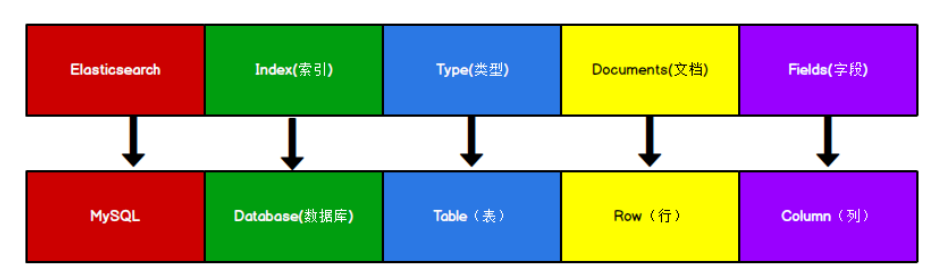 Elasticsearch
Index(索引)
Type(类型)
Documents(文档)
Fields(字段)
MySQL
Database(数据库)
Table（表）
Row（行）
Column（列）